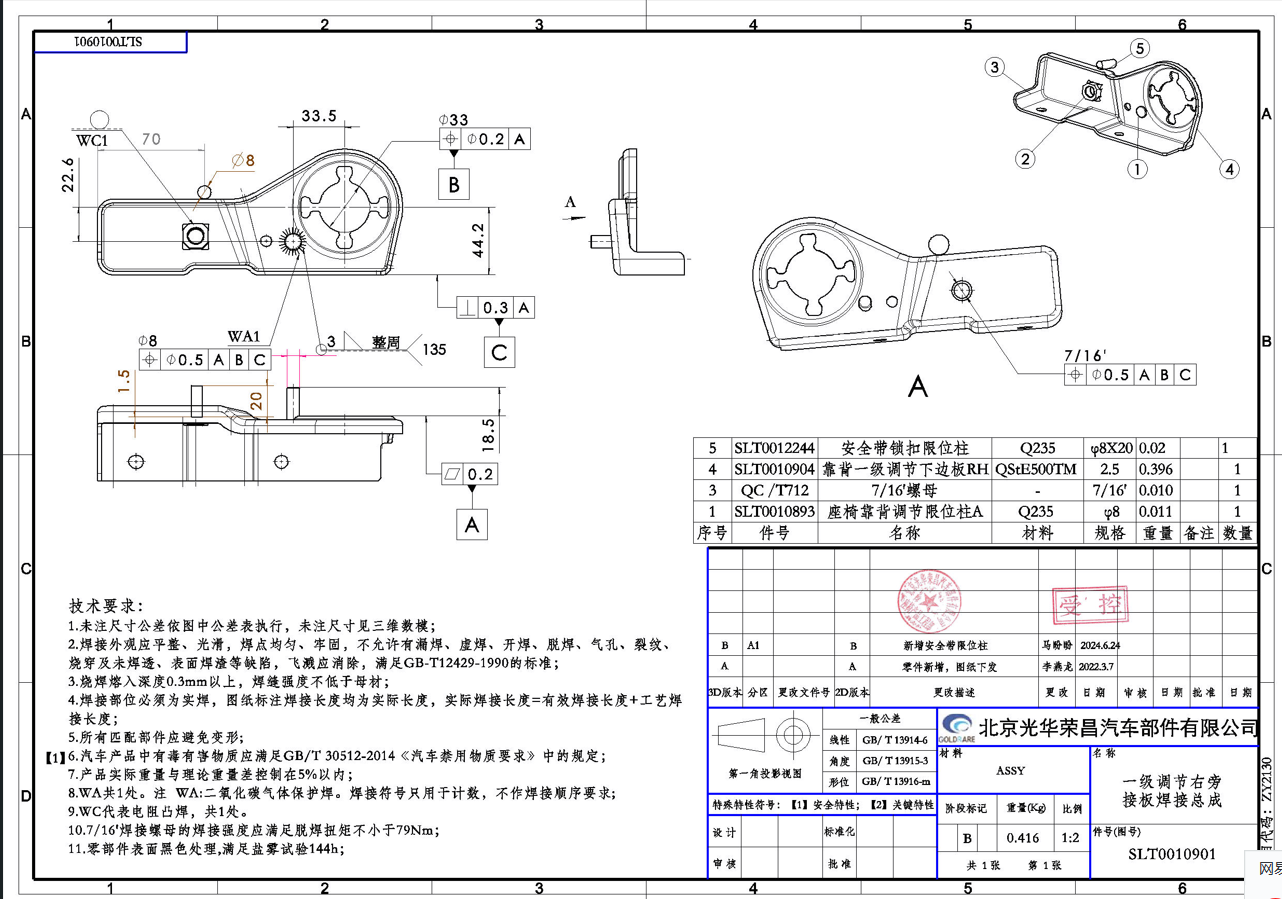 1 2 3 4 5 6
SLT0010901
A
B
C
D
WC1
70
⌀8
33.5
⌀33
⌀0.2 A
B
22.6
44.2
A
0.3 A
C
WA1
3 整周 135
⌀8
⌀0.5 A B C
1.5
20
18.5
0.2
A
3
5
2
1
4
A
7/16'
⌀0.5 A B C
5 SLT0012244 安全带锁扣限位柱 Q235 φ8X20 0.02 1
4 SLT0010904 靠背一级调节下边板RH QStE500TM 2.5 0.396 1
3 QC /T712 7/16'螺母 - 7/16' 0.010 1
1 SLT0010893 座椅靠背调节限位柱A Q235 φ8 0.011 1
序号 件号 名称 材料 规格 重量 备注 数量
技术要求:
1.未注尺寸公差依图中公差表执行，未注尺寸见三维数模；
2.焊接外观应平整、光滑，焊点均匀、牢固，不允许有漏焊、虚焊、开焊、脱焊、气孔、裂纹、
烧穿及未焊透、表面焊渣等缺陷，飞溅应消除，满足GB-T12429-1990的标准；
3.烧焊熔入深度0.3mm以上，焊缝强度不低于母材；
4.焊接部位必须为实焊，图纸标注焊接长度均为实际长度，实际焊接长度=有效焊接长度+工艺焊
接长度；
5.所有匹配部件应避免变形；
【1】6.汽车产品中有毒有害物质应满足GB/T 30512-2014《汽车禁用物质要求》中的规定；
7.产品实际重量与理论重量差控制在5%以内；
8.WA共1处。注 WA:二氧化碳气体保护焊。焊接符号只用于计数，不作焊接顺序要求；
9.WC代表电阻凸焊，共1处。
10.7/16'焊接螺母的焊接强度应满足脱焊扭矩不小于79Nm；
11.零部件表面黑色处理,满足盐雾试验144h；
受控
B A1 B 新增安全带限位柱 马盼盼 2024.6.24
A A 零件新增，图纸下发 李燕龙 2022.3.7
3D版本 分区 更改文件号 2D版本 更改描述 更改 日期 审核 日期 批准 日期
第一角投影视图
一般公差
线性 GB/T 13914-6
角度 GB/T 13915-3
形位 GB/T 13916-m
特殊特性符号: 【1】安全特性；【2】关键特性
设计 标准化
审核 批准
GOLDRARE
北京光华荣昌汽车部件有限公司
材料
ASSY
名称
一级调节右旁
接板焊接总成
阶段标记 重量(Kg) 比例
B 0.416 1:2
共 1 张 第 1 张
件号(图号)
SLT0010901
代码: ZY2130
网易
1 2 3 4 5 6